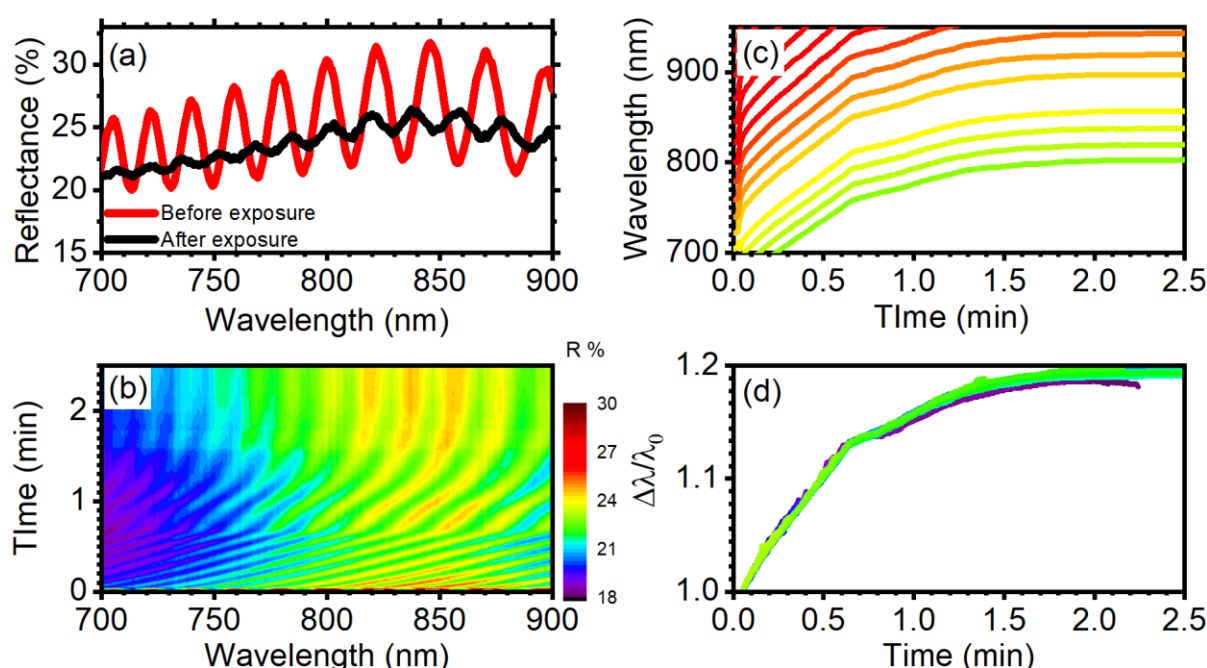 (a)
Reflectance (%)
30
25
20
15
Before exposure
After exposure
700 750 800 850 900
Wavelength (nm)
(c)
Wavelength (nm)
900
800
700
0.0 0.5 1.0 1.5 2.0 2.5
TIme (min)
(b)
TIme (min)
2
1
0
700 750 800 850 900
Wavelength (nm)
R %
30
27
24
21
18
(d)
Δλ/λ0
1.2
1.1
1.0
0.0 0.5 1.0 1.5 2.0 2.5
Time (min)